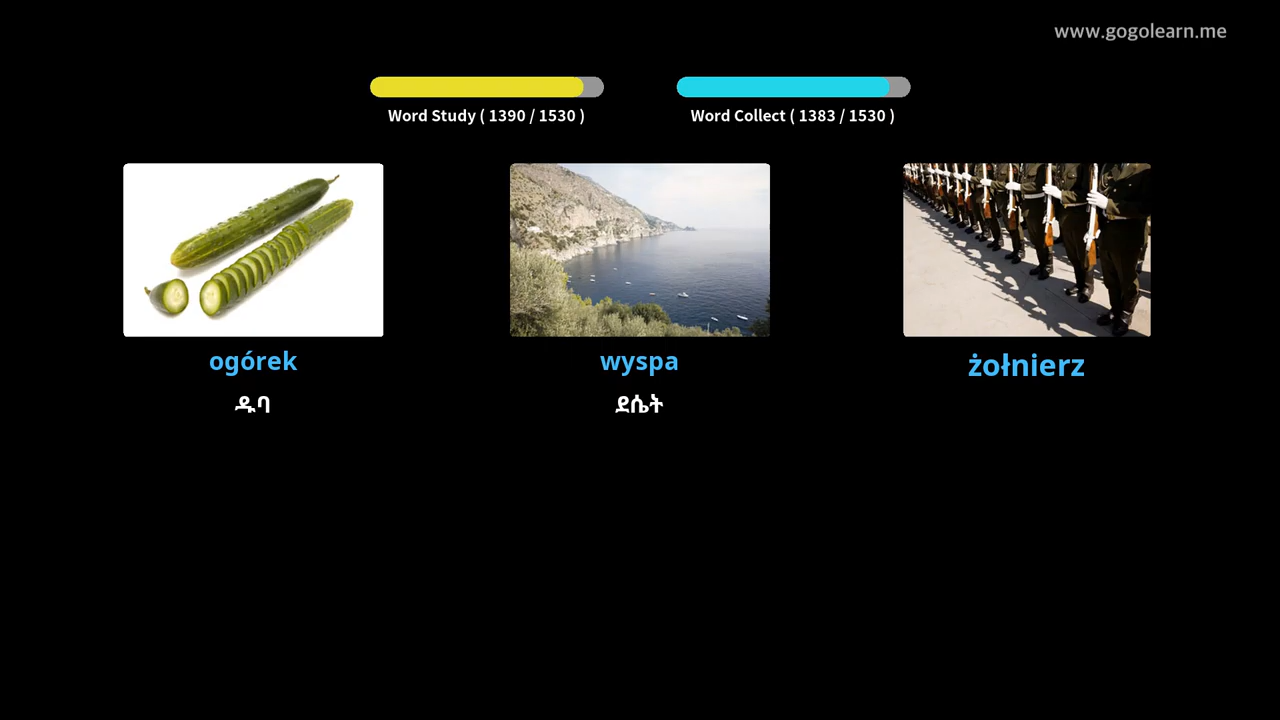 www.gogolearn.me
Word Study ( 1390 / 1530 )
Word Collect ( 1383 / 1530 )
ogórek
wyspa
żołnierz
ዱባ
ደሴት